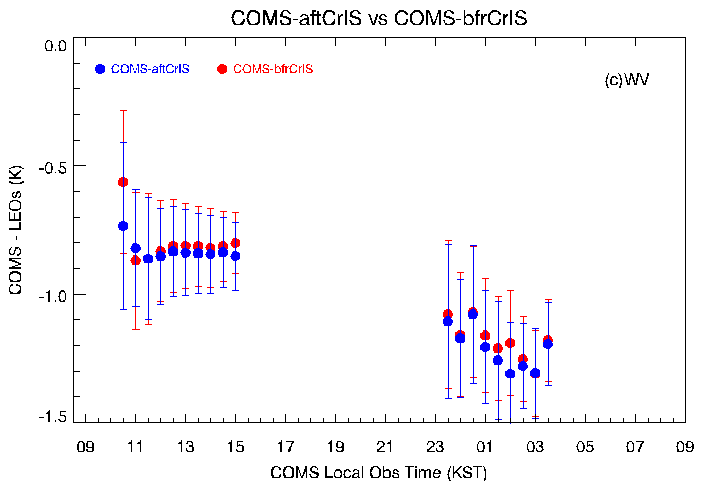 COMS-aftCrIS vs COMS-bfrCrIS
COMS-aftCrIS COMS-bfrCrIS
(c)WV
0.0
-0.5
-1.0
-1.5
COMS - LEOs (K)
09 11 13 15 17 19 21 23 01 03 05 07 09
COMS Local Obs Time (KST)